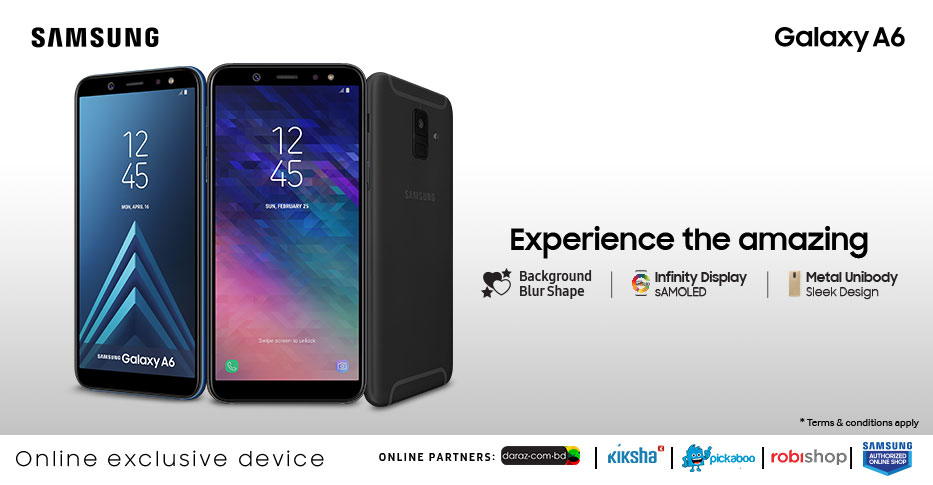 SAMSUNG
Galaxy A6
12
45
MON, APRIL 16
SAMSUNG Galaxy A6
12
45
SUN, FEBRUARY 25
Swipe screen to unlock
SAMSUNG
Experience the amazing
Background
Blur Shape
Infinity Display
sAMOLED
Metal Unibody
Sleek Design
* Terms & conditions apply
Online exclusive device
ONLINE PARTNERS: daraz.com.bd
KIKSHA
pickaboo
robishop
SAMSUNG
AUTHORIZED
ONLINE SHOP